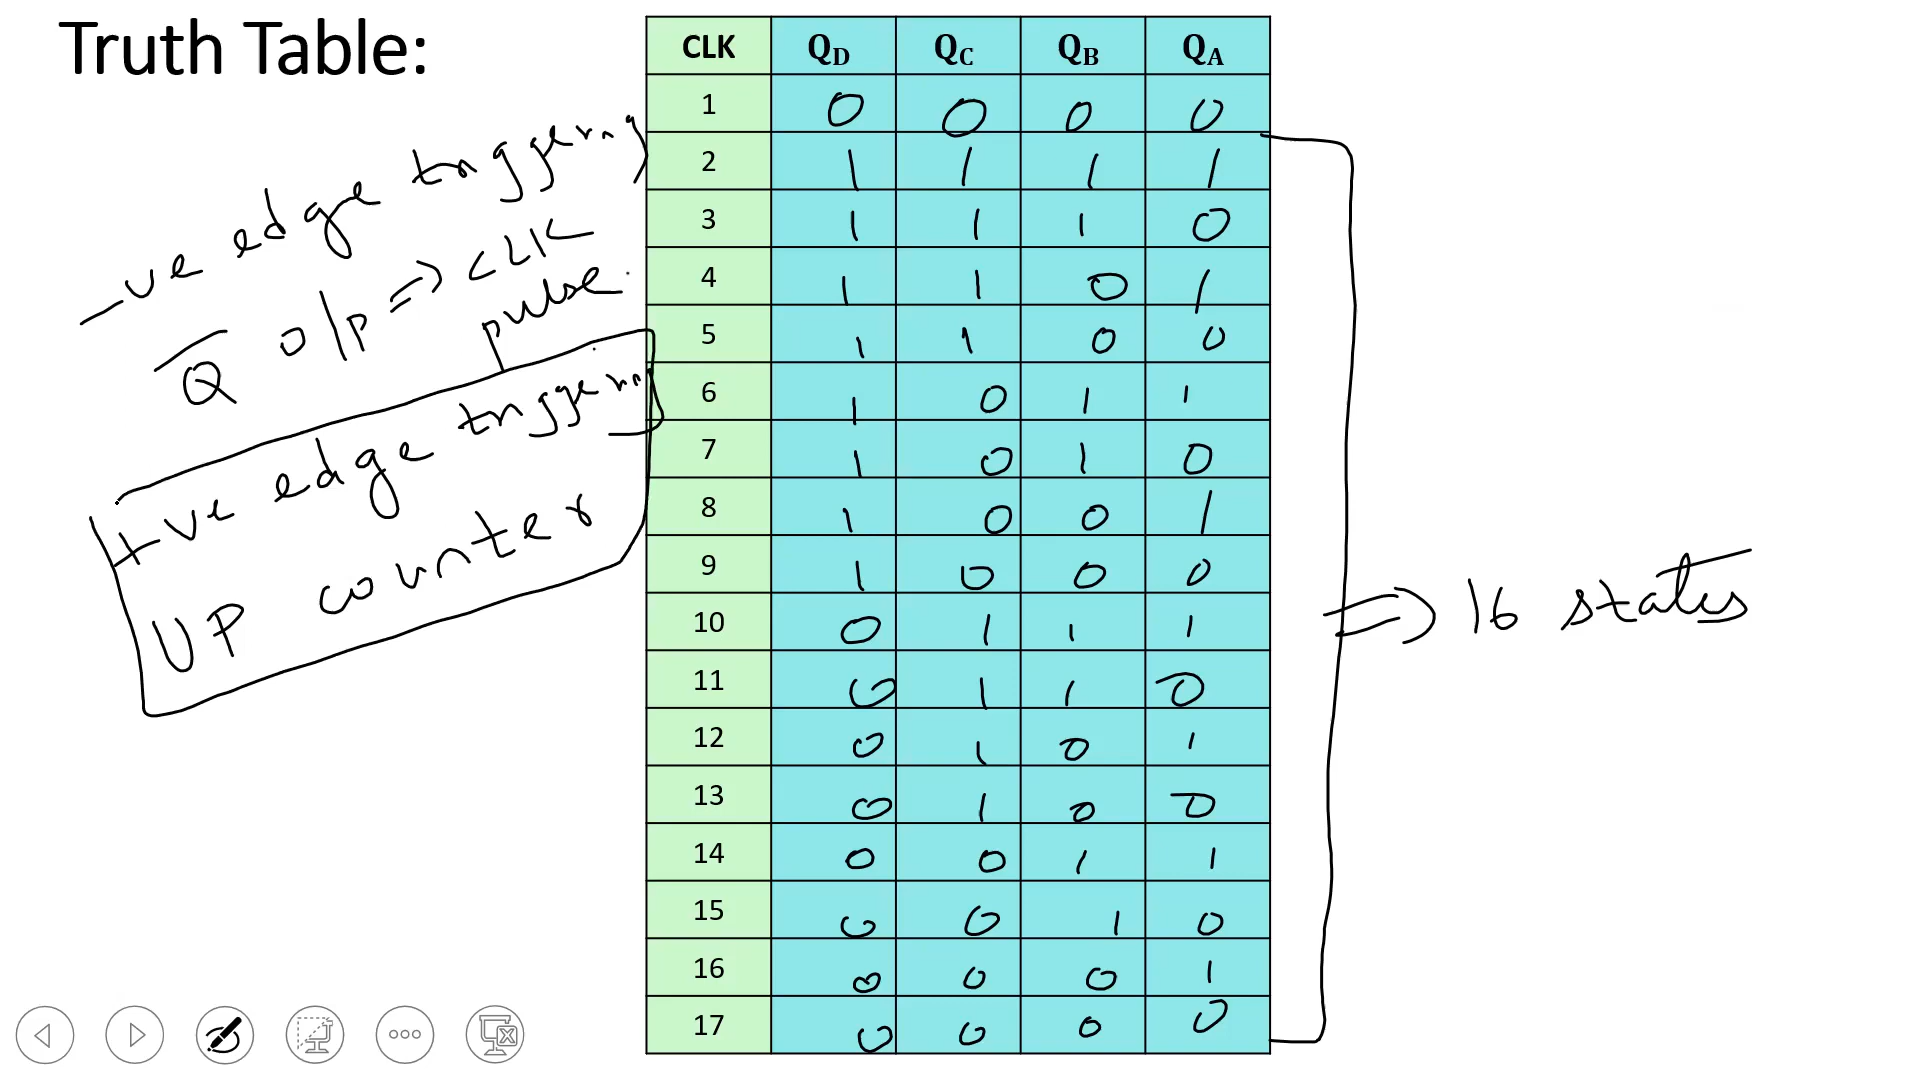 Truth Table:
CLK Q_D Q_C Q_B Q_A
1 0 0 0 0
2 1 1 1 1
3 1 1 1 0
4 1 1 0 1
5 1 1 0 0
6 1 0 1 1
7 1 0 1 0
8 1 0 0 1
9 1 0 0 0
10 0 1 1 1
11 0 1 1 0
12 0 1 0 1
13 0 1 0 0
14 0 0 1 1
15 0 0 1 0
16 0 0 0 1
17 0 0 0 0
-ve edge triggering
Q̅ o/p => CLK
pulse
+ve edge triggering
UP counter
=> 16 states